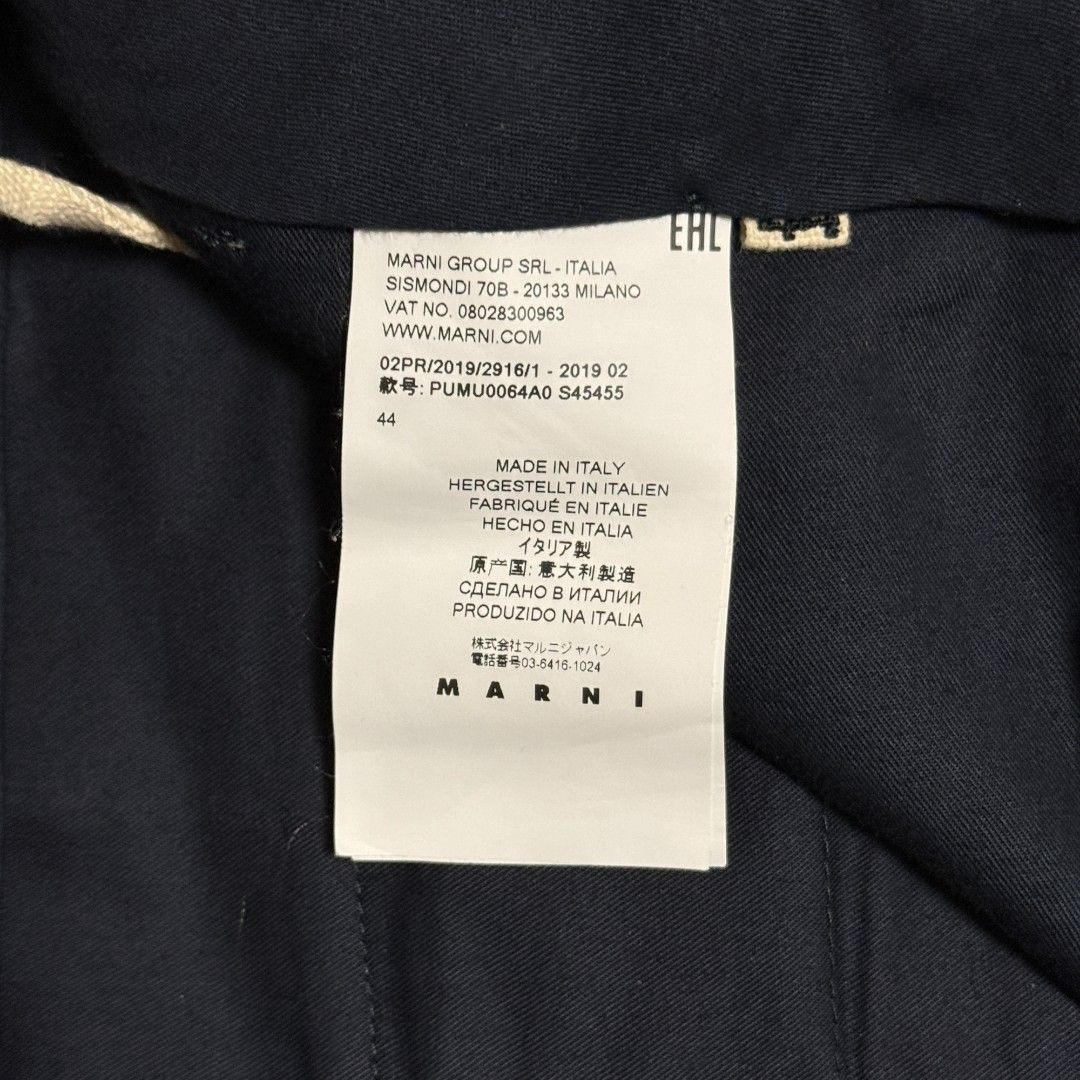 EAC
MARNI GROUP SRL - ITALIA
SISMONDI 70B - 20133 MILANO
VAT NO. 08028300963
WWW.MARNI.COM
02PR/2019/2916/1 - 2019 02
款号: PUMU0064A0 S45455
44
MADE IN ITALY
HERGESTELLT IN ITALIEN
FABRIQUÉ EN ITALIE
HECHO EN ITALIA
イタリア製
原产国: 意大利製造
СДЕЛАНО В ИТАЛИИ
PRODUZIDO NA ITALIA
株式会社マルニジャパン
電話番号03-6416-1024
MARNI